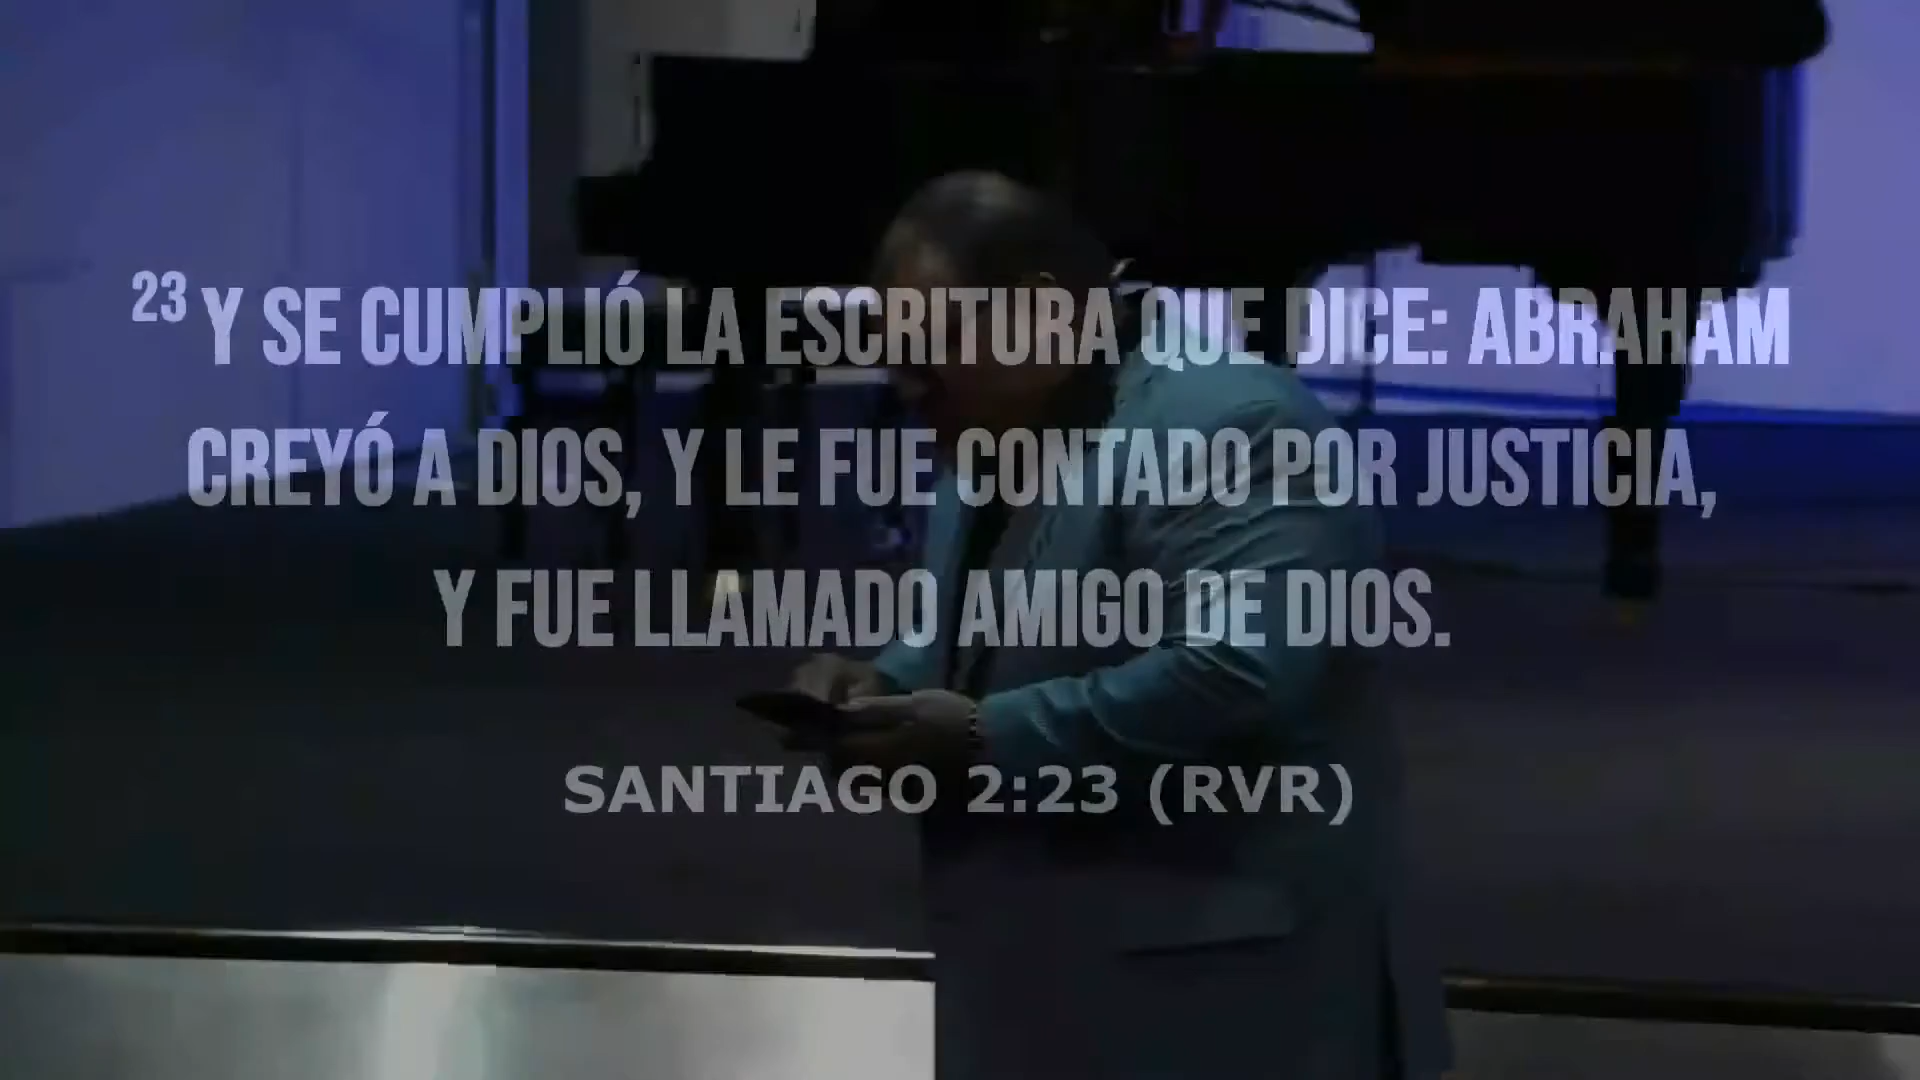 23 Y SE CUMPLIÓ LA ESCRITURA QUE DICE: ABRAHAM
CREYÓ A DIOS, Y LE FUE CONTADO POR JUSTICIA,
Y FUE LLAMADO AMIGO DE DIOS.
SANTIAGO 2:23 (RVR)